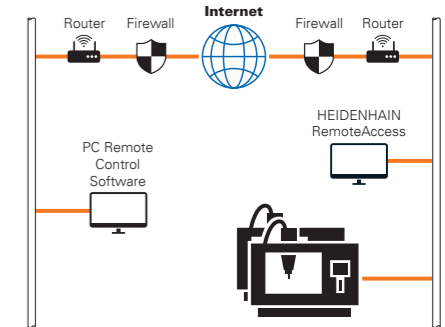 Internet
Router
Firewall
Firewall
Router
HEIDENHAIN
RemoteAccess
PC Remote
Control
Software